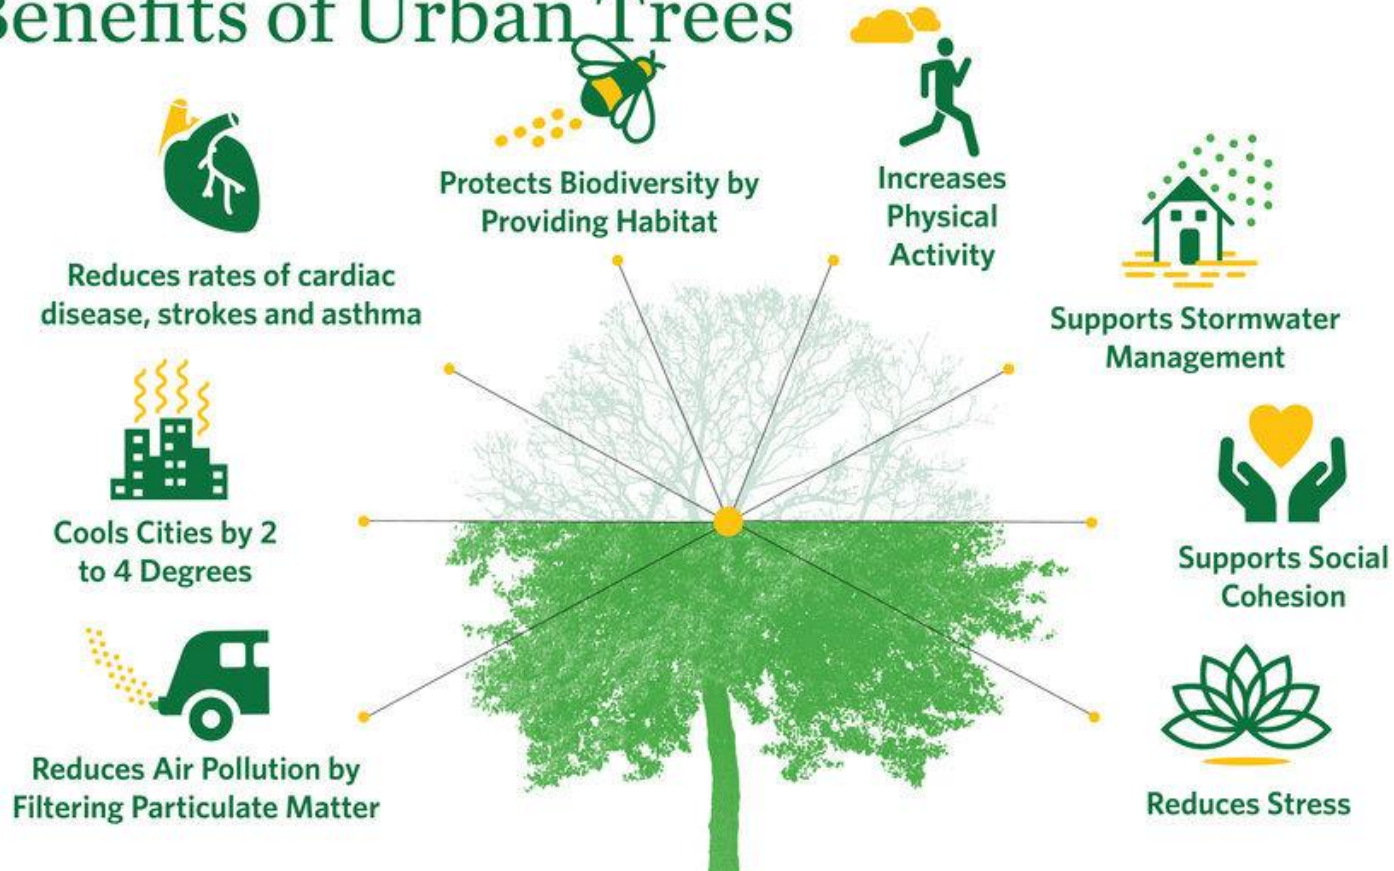 Benefits of Urban Trees
Protects Biodiversity by
Providing Habitat
Increases
Physical
Activity
Reduces rates of cardiac
disease, strokes and asthma
Supports Stormwater
Management
Cools Cities by 2
to 4 Degrees
Supports Social
Cohesion
Reduces Air Pollution by
Filtering Particulate Matter
Reduces Stress